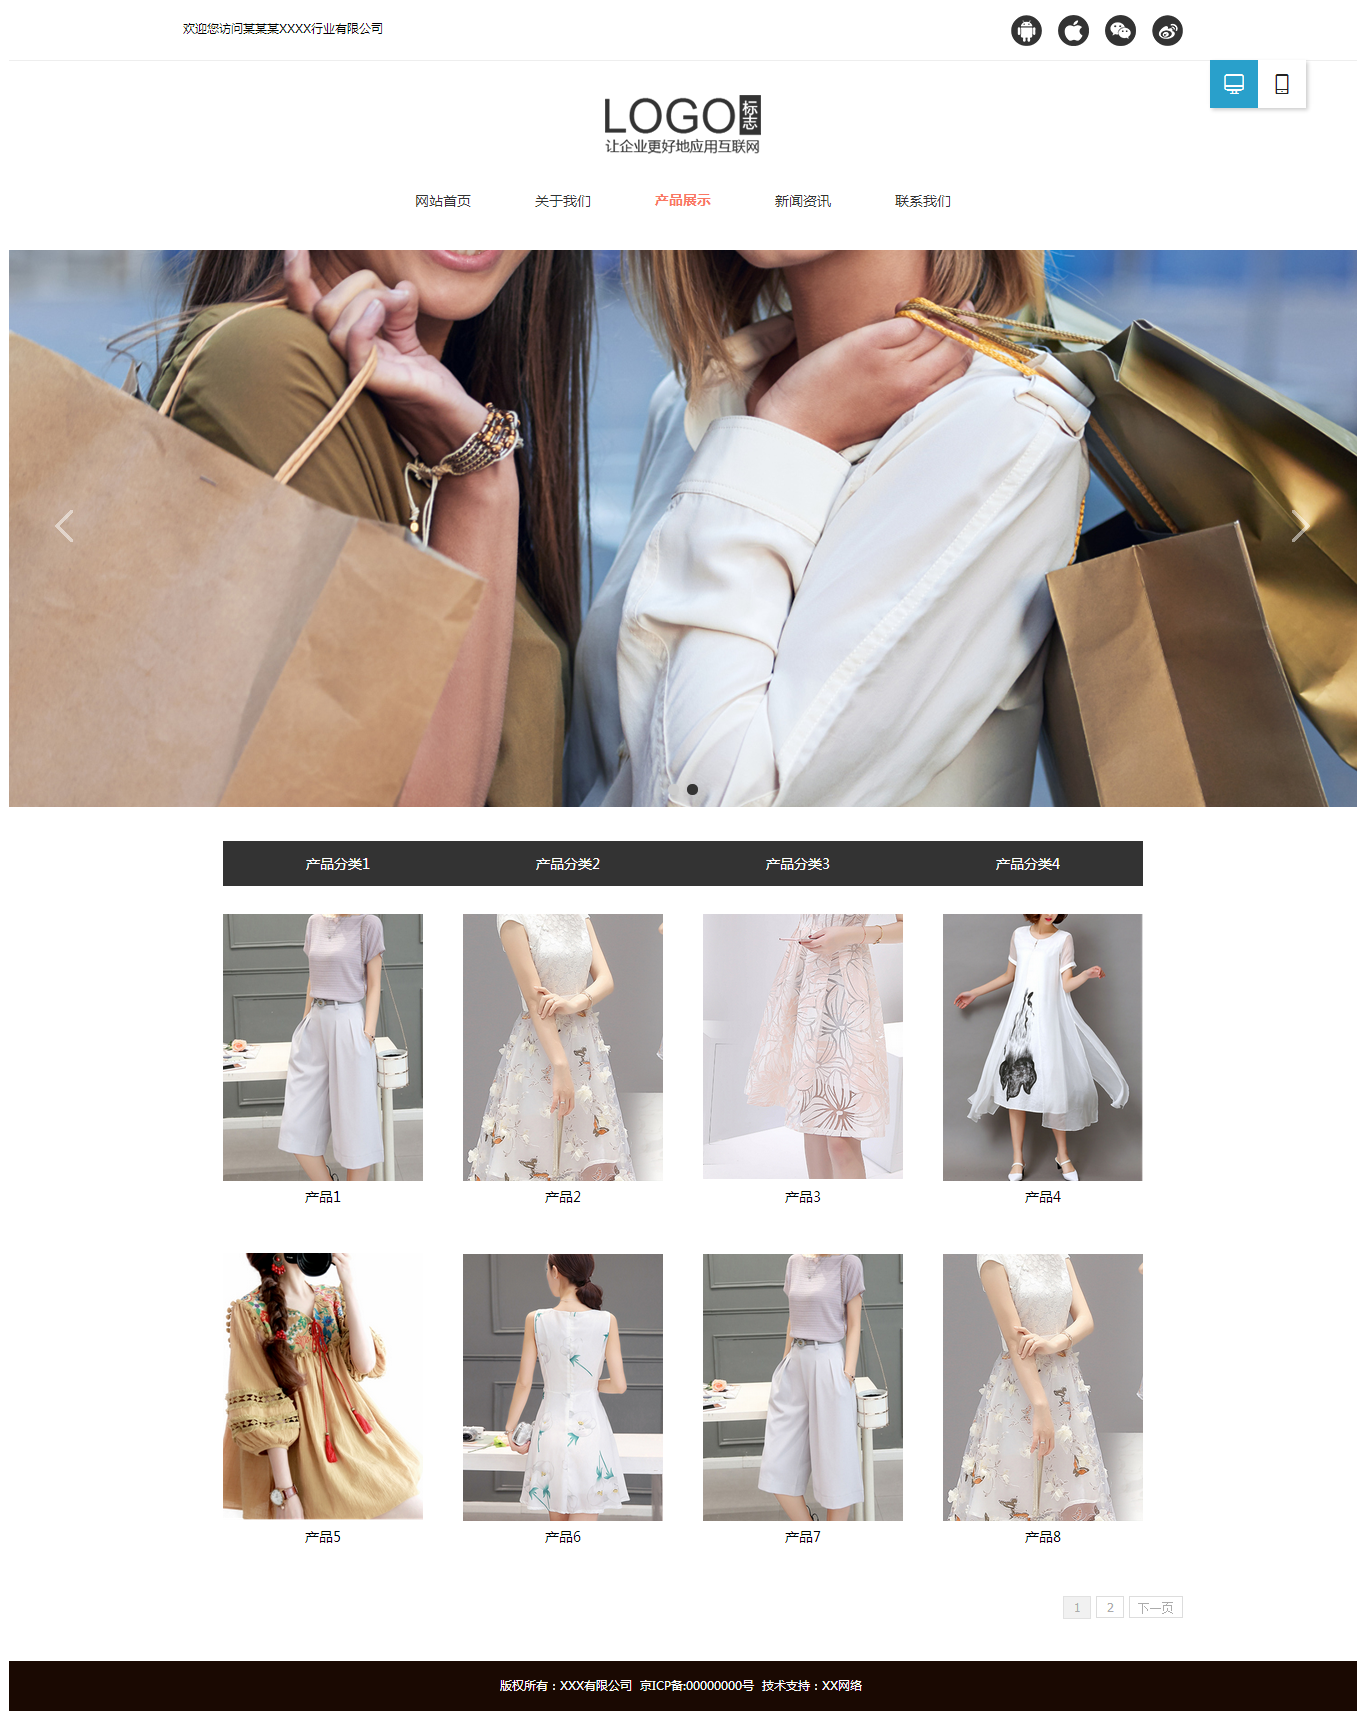 欢迎您访问某某某XXXX行业有限公司
LOGO标志
让企业更好地应用互联网
网站首页 关于我们 产品展示 新闻资讯 联系我们
产品分类1 产品分类2 产品分类3 产品分类4
产品1 产品2 产品3 产品4
产品5 产品6 产品7 产品8
1 2 下一页
版权所有：XXX有限公司 京ICP备:00000000号 技术支持：XX网络